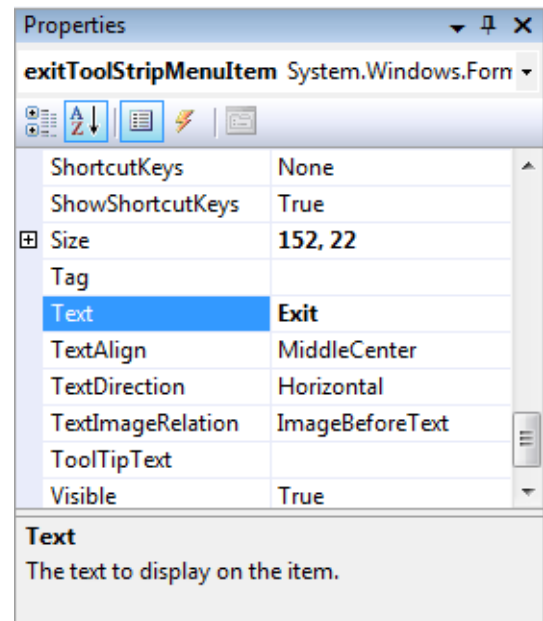 Properties
exitToolStripMenuItem System.Windows.Form
ShortcutKeys None
ShowShortcutKeys True
Size 152, 22
Tag
Text Exit
TextAlign MiddleCenter
TextDirection Horizontal
TextImageRelation ImageBeforeText
ToolTipText
Visible True
Text
The text to display on the item.